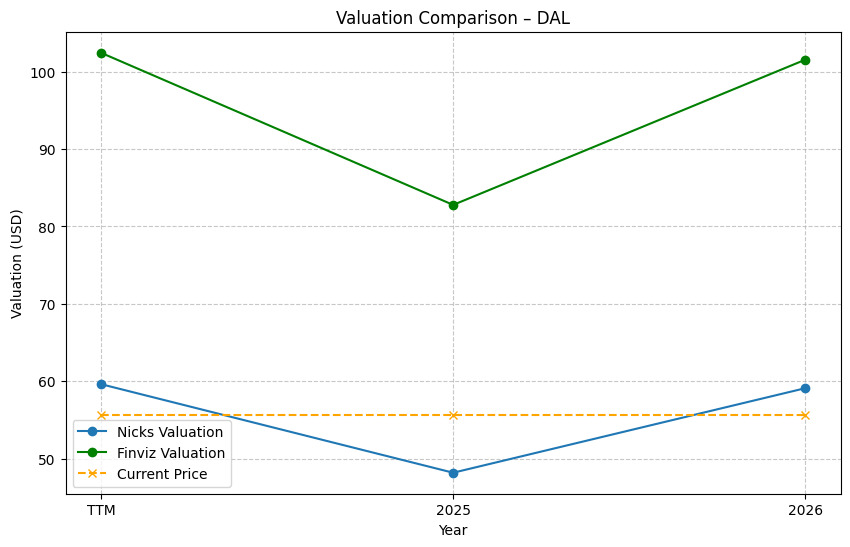 Valuation Comparison – DAL
Valuation (USD)
100
90
80
70
60
50
Nicks Valuation
Finviz Valuation
Current Price
TTM
2025
2026
Year